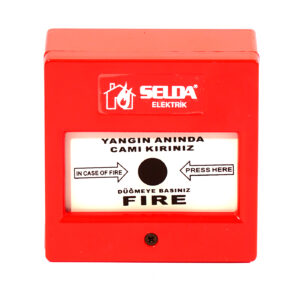 SELDA®
ELEKTRİK
YANGIN ANINDA
CAMI KIRINIZ
IN CASE OF FIRE
PRESS HERE
DÜĞMEYE BASINIZ
FIRE